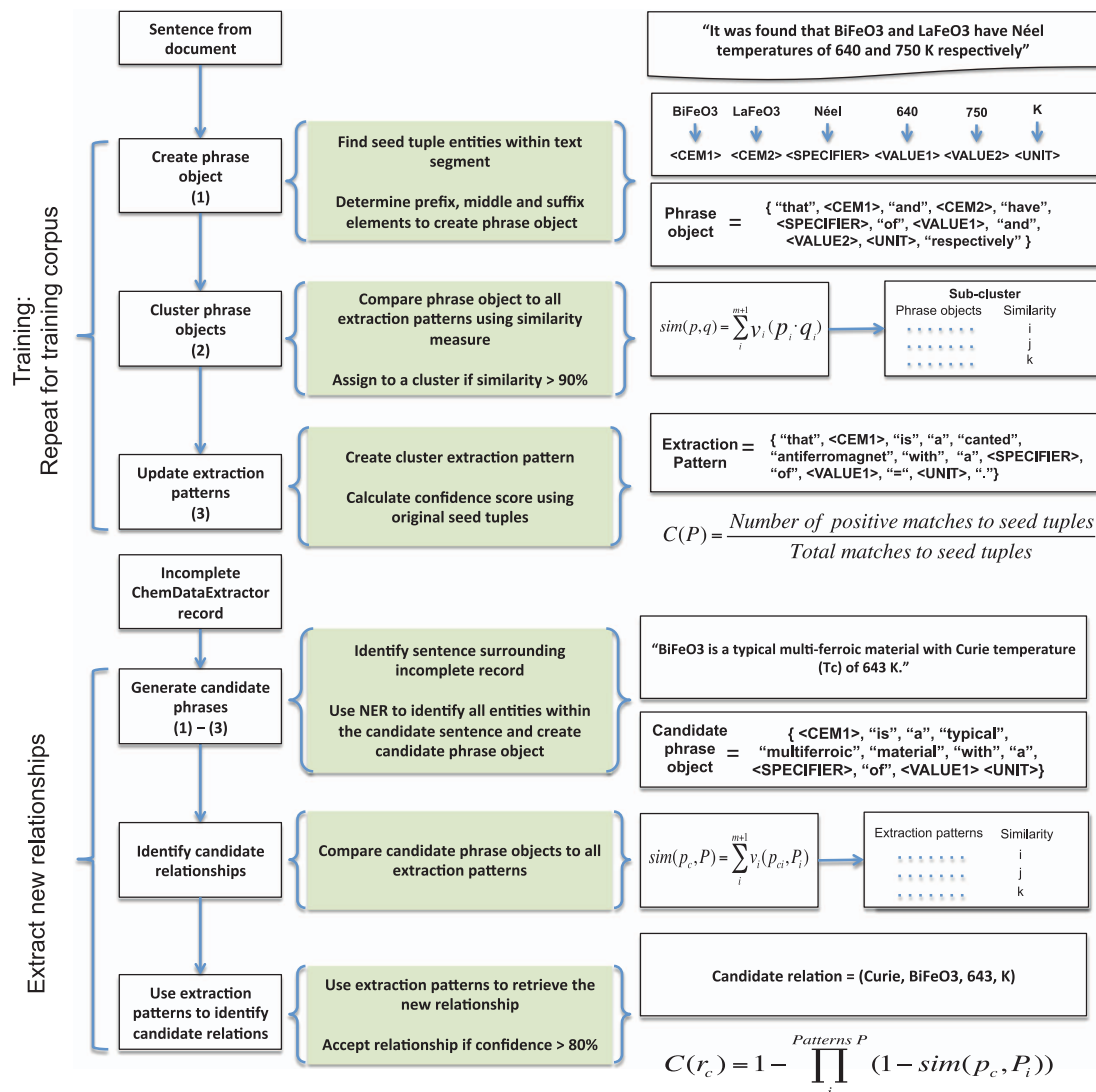 Sentence from
document
“It was found that BiFeO3 and LaFeO3 have Néel
temperatures of 640 and 750 K respectively”
Training:
Repeat for training corpus
Create phrase
object
(1)
Find seed tuple entities within text
segment
Determine prefix, middle and suffix
elements to create phrase object
BiFeO3 LaFeO3 Néel 640 750 K
<CEM1> <CEM2> <SPECIFIER> <VALUE1> <VALUE2> <UNIT>
Phrase
object
=
{ “that”, <CEM1>, “and”, <CEM2>, “have”,
<SPECIFIER>, “of”, <VALUE1>, “and”,
<VALUE2>, <UNIT>, “respectively” }
Cluster phrase
objects
(2)
Compare phrase object to all
extraction patterns using similarity
measure
Assign to a cluster if similarity > 90%
sim(p,q) = ∑_i^{m+1} v_i (p_i · q_i)
Sub-cluster
Phrase objects Similarity
i
j
k
Update extraction
patterns
(3)
Create cluster extraction pattern
Calculate confidence score using
original seed tuples
Extraction
Pattern
=
{ “that”, <CEM1>, “is”, “a”, “canted”,
“antiferromagnet”, “with”, “a”, <SPECIFIER>,
“of”, <VALUE1>, “=“, <UNIT>, “.”}
C(P) = Number of positive matches to seed tuples
Total matches to seed tuples
Extract new relationships
Incomplete
ChemDataExtractor
record
Generate candidate
phrases
(1) – (3)
Identify sentence surrounding
incomplete record
Use NER to identify all entities within
the candidate sentence and create
candidate phrase object
“BiFeO3 is a typical multi-ferroic material with Curie temperature
(Tc) of 643 K.”
Candidate
phrase
object
=
{ <CEM1>, “is”, “a”, “typical”,
“multiferroic”, “material”, “with”, “a”,
<SPECIFIER>, “of”, <VALUE1> <UNIT>}
Identify candidate
relationships
Compare candidate phrase objects to all
extraction patterns
sim(p_c,P) = ∑_i^{m+1} v_i(p_{ci},P_i)
Extraction patterns Similarity
i
j
k
Use extraction
patterns to identify
candidate relations
Use extraction patterns to retrieve the
new relationship
Accept relationship if confidence > 80%
Candidate relation = (Curie, BiFeO3, 643, K)
C(r_c) = 1 - ∏_i^{Patterns P} (1 - sim(p_c, P_i))